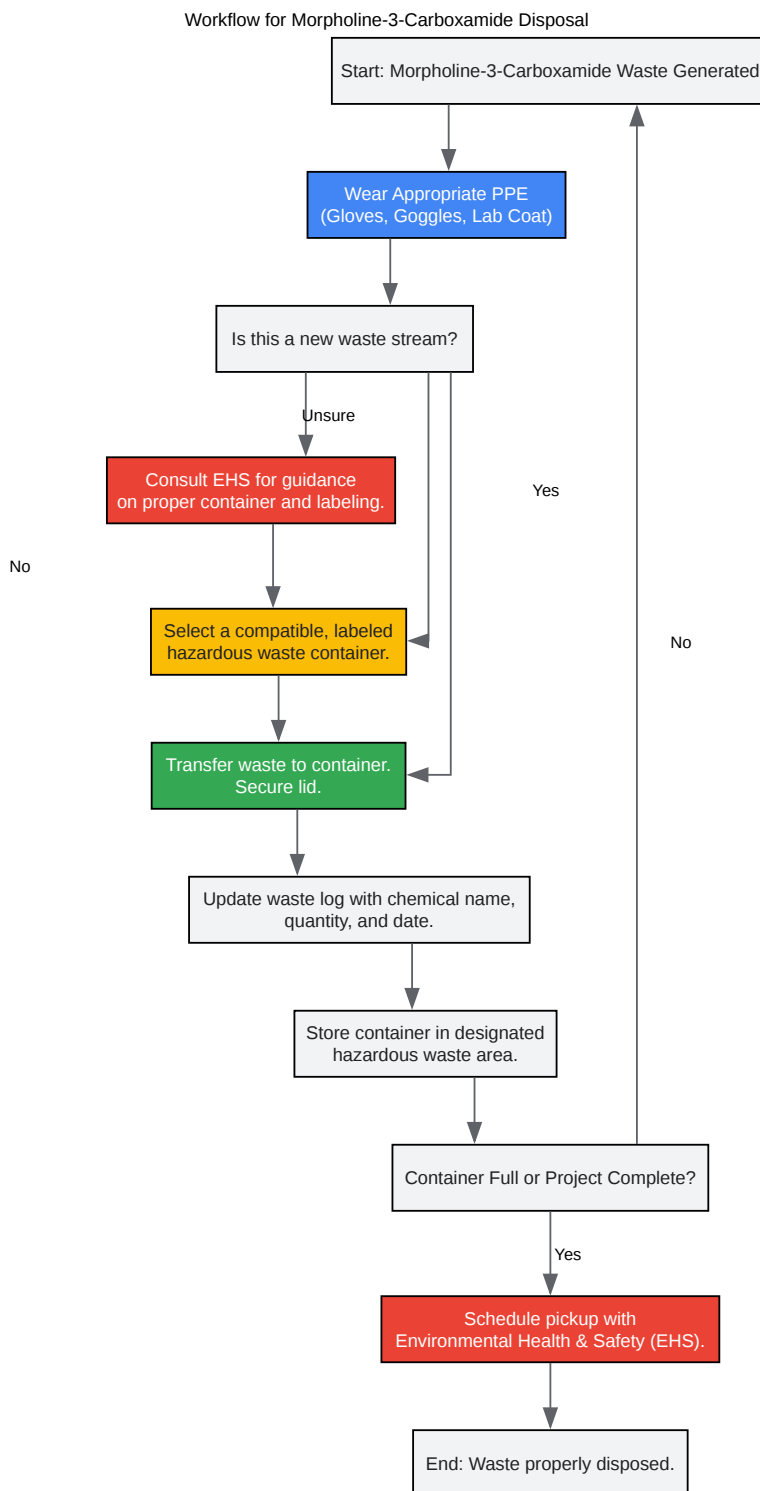 Workflow for Morpholine-3-Carboxamide Disposal
Start: Morpholine-3-Carboxamide Waste Generated
Wear Appropriate PPE
(Gloves, Goggles, Lab Coat)
Is this a new waste stream?
Unsure
Consult EHS for guidance
on proper container and labeling.
Yes
No
Select a compatible, labeled
hazardous waste container.
No
Transfer waste to container.
Secure lid.
Update waste log with chemical name,
quantity, and date.
Store container in designated
hazardous waste area.
Container Full or Project Complete?
Yes
Schedule pickup with
Environmental Health & Safety (EHS).
End: Waste properly disposed.